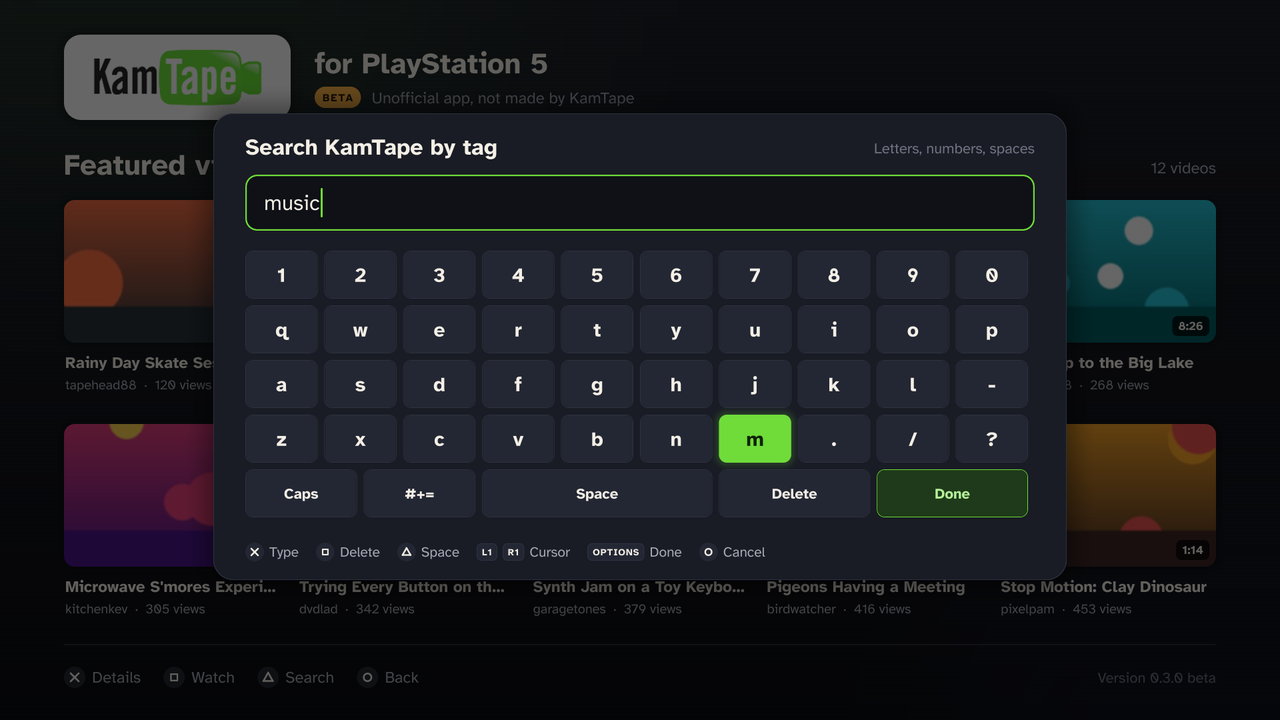 KamTape
for PlayStation 5
BETA Unofficial app, not made by KamTape
Search KamTape by tag
Letters, numbers, spaces
Featured
12 videos
music
1 2 3 4 5 6 7 8 9 0
q w e r t y u i o p
a s d f g h j k l -
z x c v b n m . / ?
Caps #+= Space Delete Done
Type Delete Space L1 R1 Cursor OPTIONS Done Cancel
8:26
Rainy Day Skate
tapehead88 · 120 views
to the Big Lake
· 268 views
1:14
Microwave S'mores Experi...
kitchenkev · 305 views
Trying Every Button on th...
dvdlad · 342 views
Synth Jam on a Toy Keybo...
garagetones · 379 views
Pigeons Having a Meeting
birdwatcher · 416 views
Stop Motion: Clay Dinosaur
pixelpam · 453 views
Details Watch Search Back
Version 0.3.0 beta